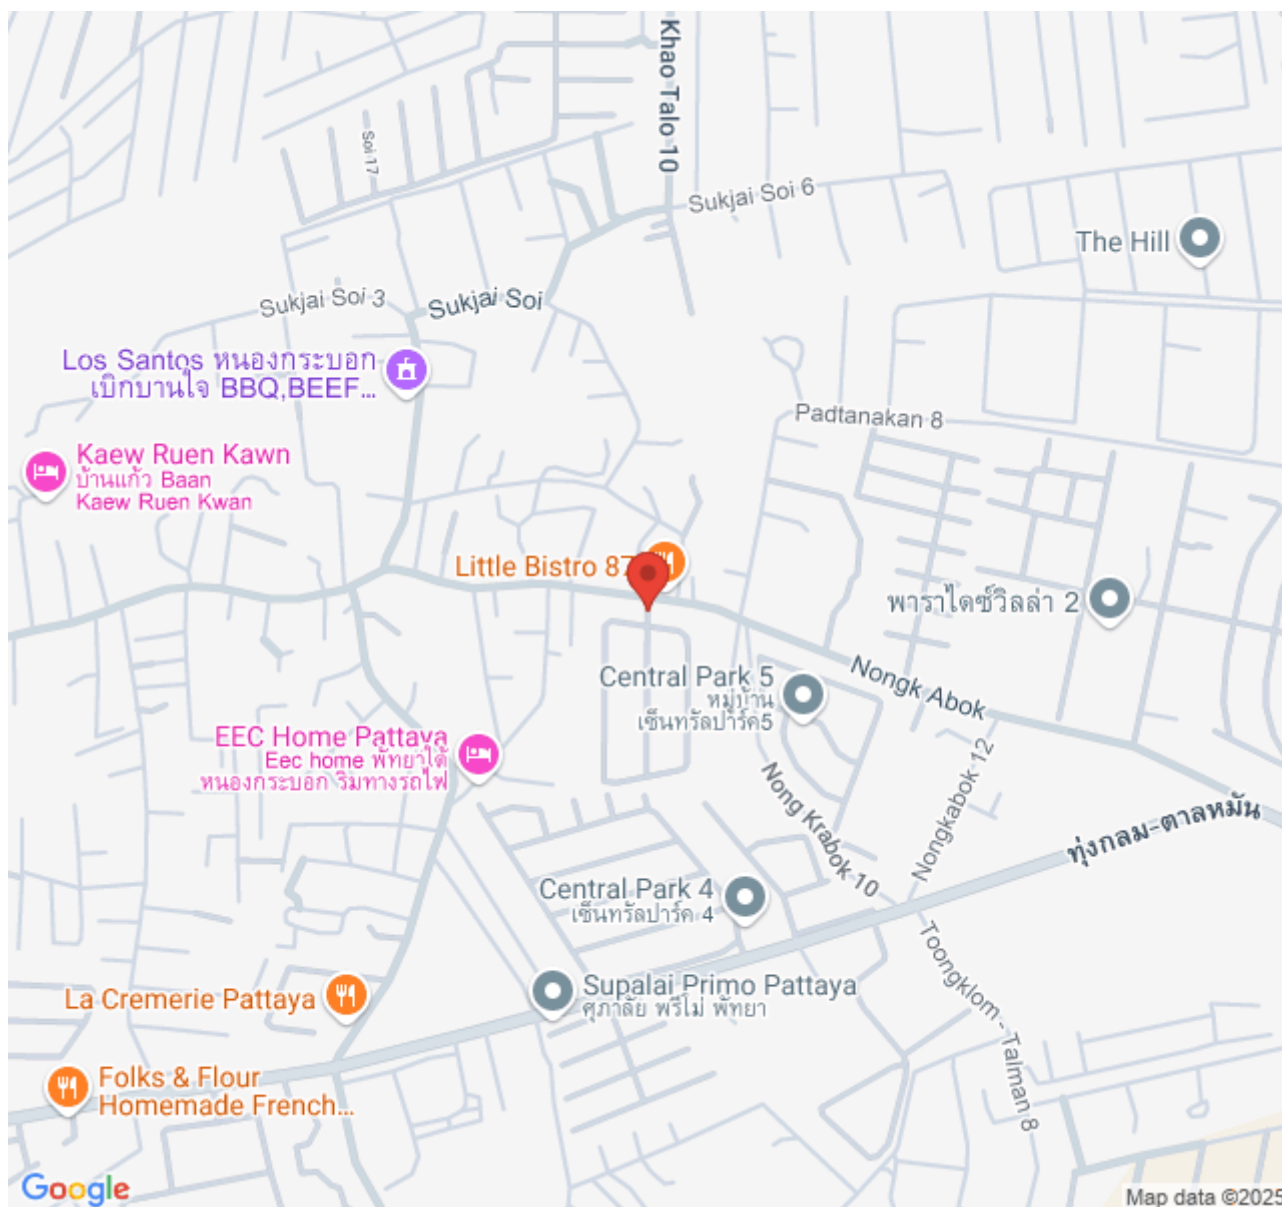 Khao Talo 10
Soi 17
Sukjai Soi 6
The Hill
Sukjai Soi 3
Sukjai Soi
Los Santos หนองกระบอก
เบิกบานใจ BBQ,BEEF...
Padtanakan 8
Kaew Ruen Kawn
บ้านแก้ว Baan
Kaew Ruen Kwan
Little Bistro 87
พาราไดซ์วิลล่า 2
Central Park 5
หมู่บ้าน
เซ็นทรัลปาร์ค5
Nongk Abok
EEC Home Pattaya
Eec home พัทยาใต้
หนองกระบอก ริมทางรถไฟ
Nong Krabok 10
Nongkabok 12
ทุ่งกลม-ตาลหมัน
Central Park 4
เซ็นทรัลปาร์ค 4
Supalai Primo Pattaya
ศุภาลัย พรีโม่ พัทยา
La Cremerie Pattaya
Toongklom - Talman 8
Folks & Flour
Homemade French...
Google
Map data ©2025